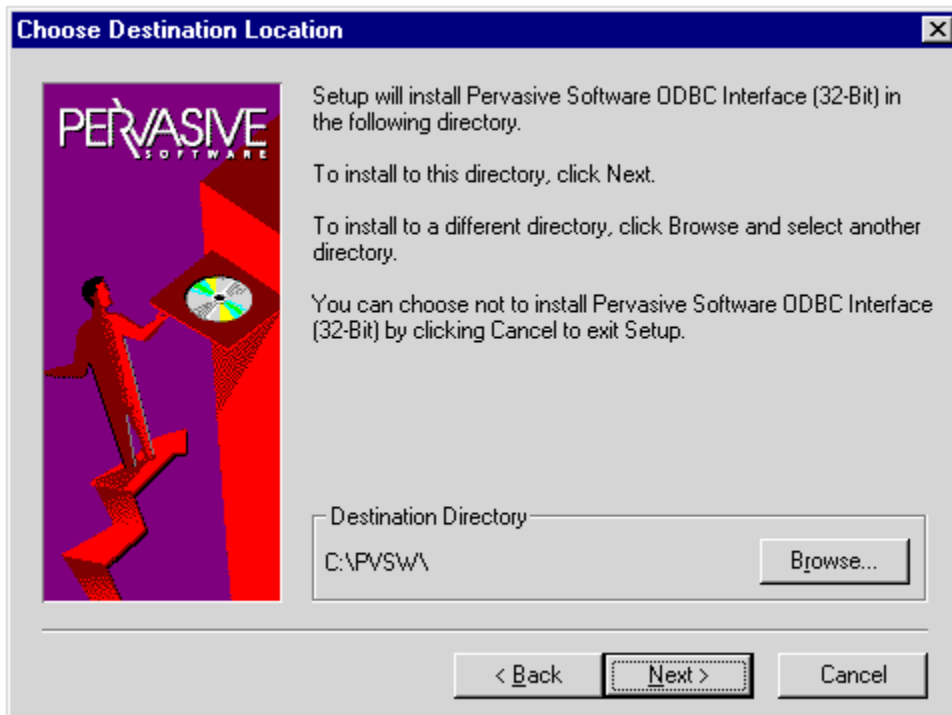 Choose Destination Location
PERVASIVE
SOFTWARE
Setup will install Pervasive Software ODBC Interface (32-Bit) in
the following directory.
To install to this directory, click Next.
To install to a different directory, click Browse and select another
directory.
You can choose not to install Pervasive Software ODBC Interface
(32-Bit) by clicking Cancel to exit Setup.
Destination Directory
C:\PVSW\
Browse...
< Back
Next >
Cancel